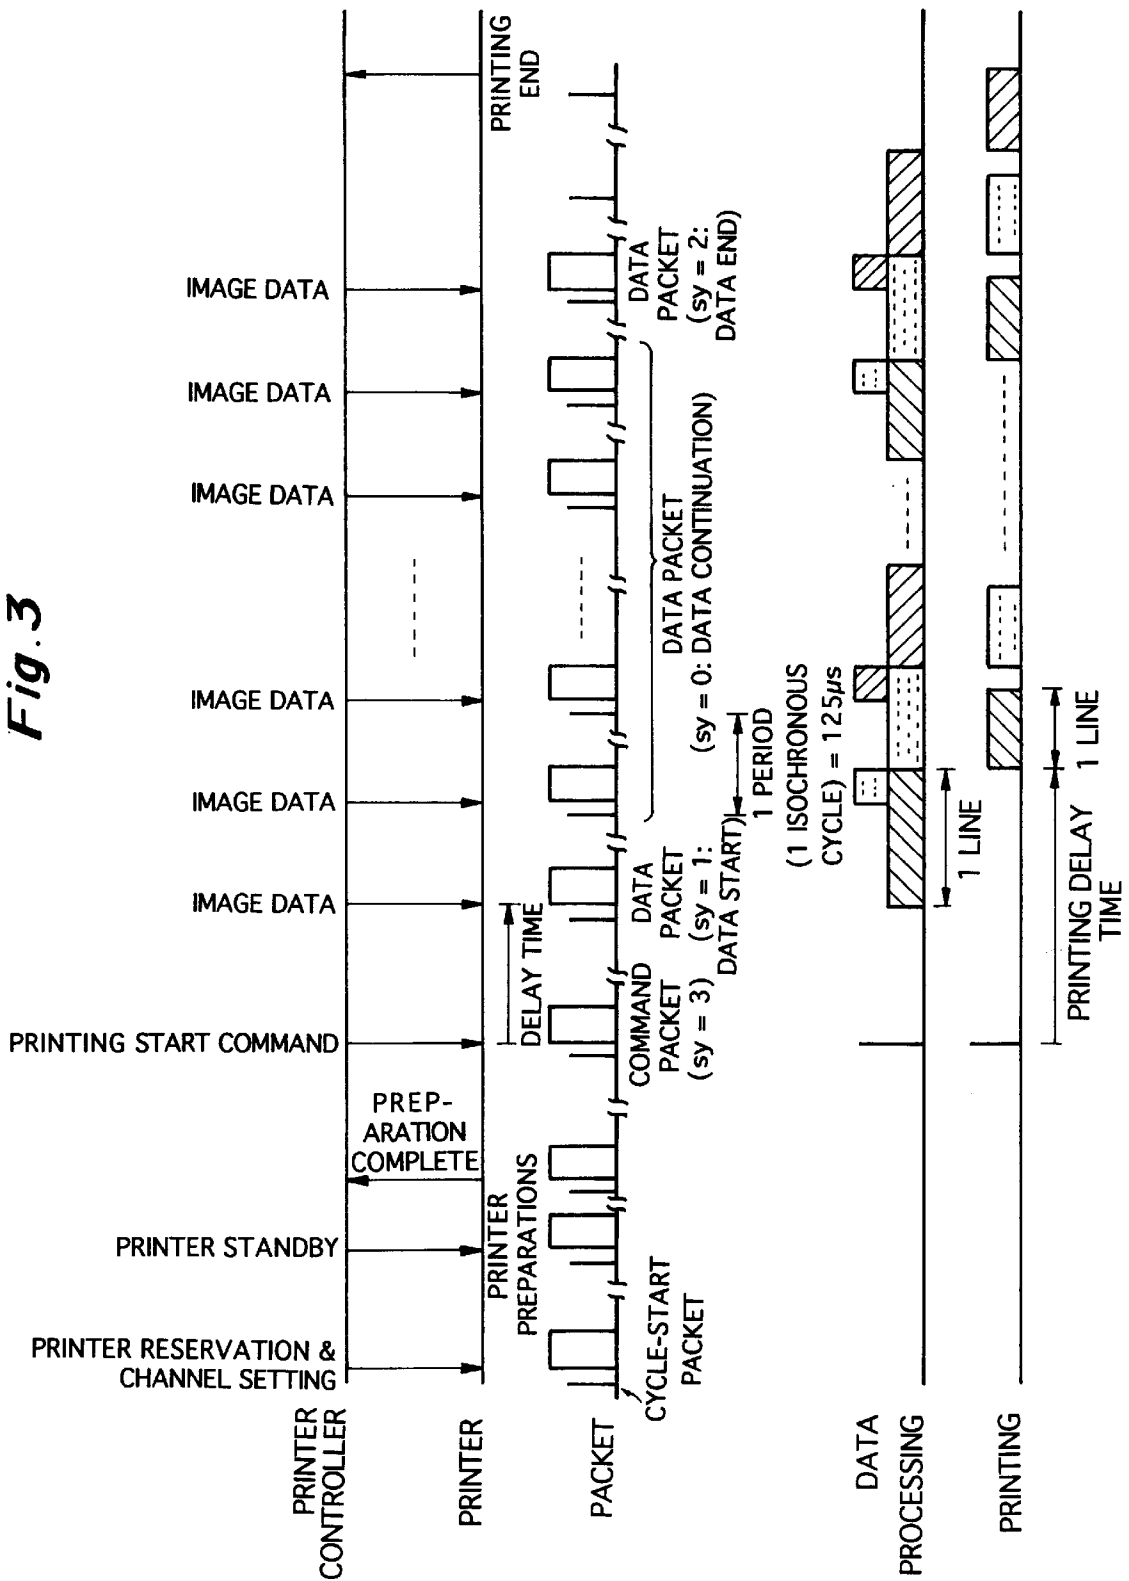 Fig.3
PRINTER
CONTROLLER
PRINTER RESERVATION &
CHANNEL SETTING
PRINTER STANDBY
PREP-
ARATION
COMPLETE
PRINTING START COMMAND
IMAGE DATA
IMAGE DATA
IMAGE DATA
IMAGE DATA
IMAGE DATA
IMAGE DATA
PRINTER
PRINTER
PREPARATIONS
DELAY TIME
PRINTING
END
PACKET
CYCLE-START
PACKET
COMMAND
PACKET
(sy = 3)
DATA
PACKET
(sy = 1:
DATA START)
DATA PACKET
(sy = 0: DATA CONTINUATION)
DATA
PACKET
(sy = 2:
DATA END)
1 PERIOD
(1 ISOCHRONOUS
CYCLE) = 125µs
DATA
PROCESSING
1 LINE
PRINTING
PRINTING DELAY
TIME
1 LINE